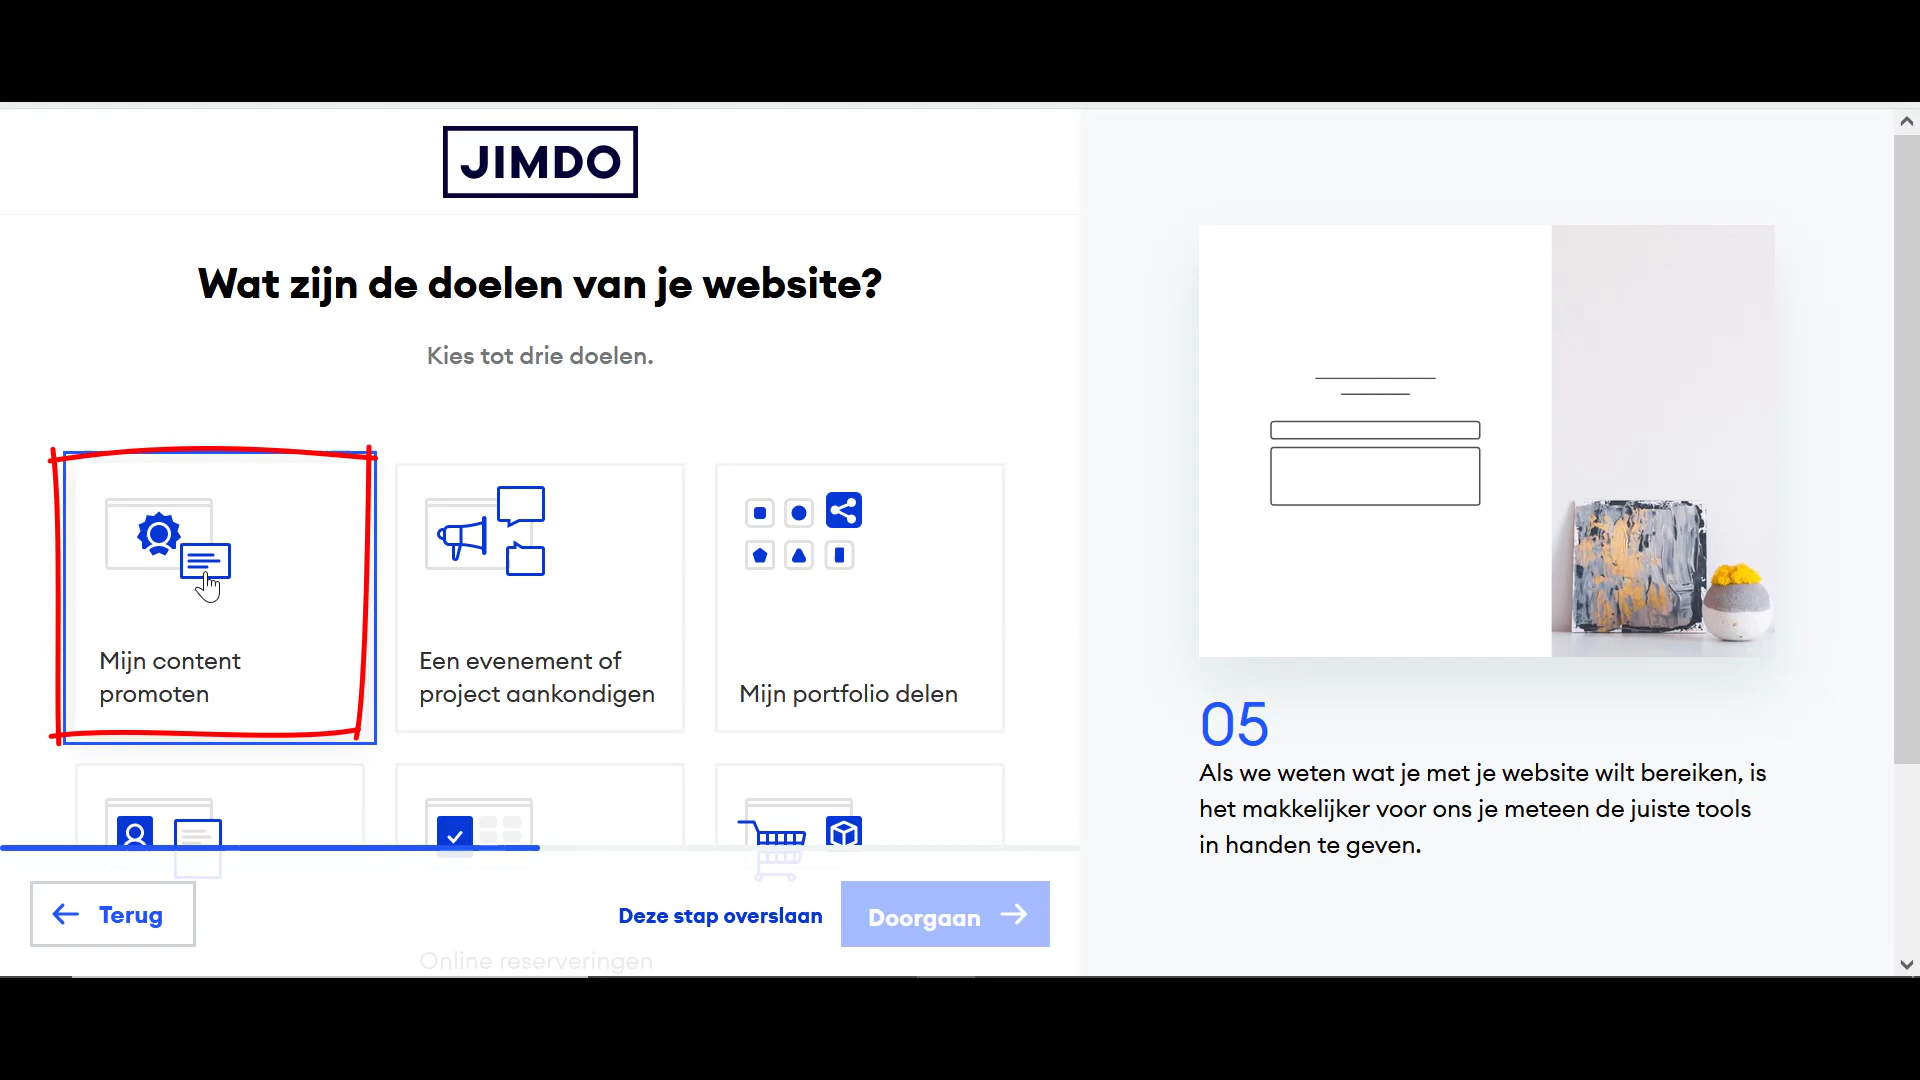 JIMDO
Wat zijn de doelen van je website?
Kies tot drie doelen.
Mijn content
promoten
Een evenement of
project aankondigen
Mijn portfolio delen
Terug
Deze stap overslaan
Doorgaan
Online reserveringen
05
Als we weten wat je met je website wilt bereiken, is
het makkelijker voor ons je meteen de juiste tools
in handen te geven.